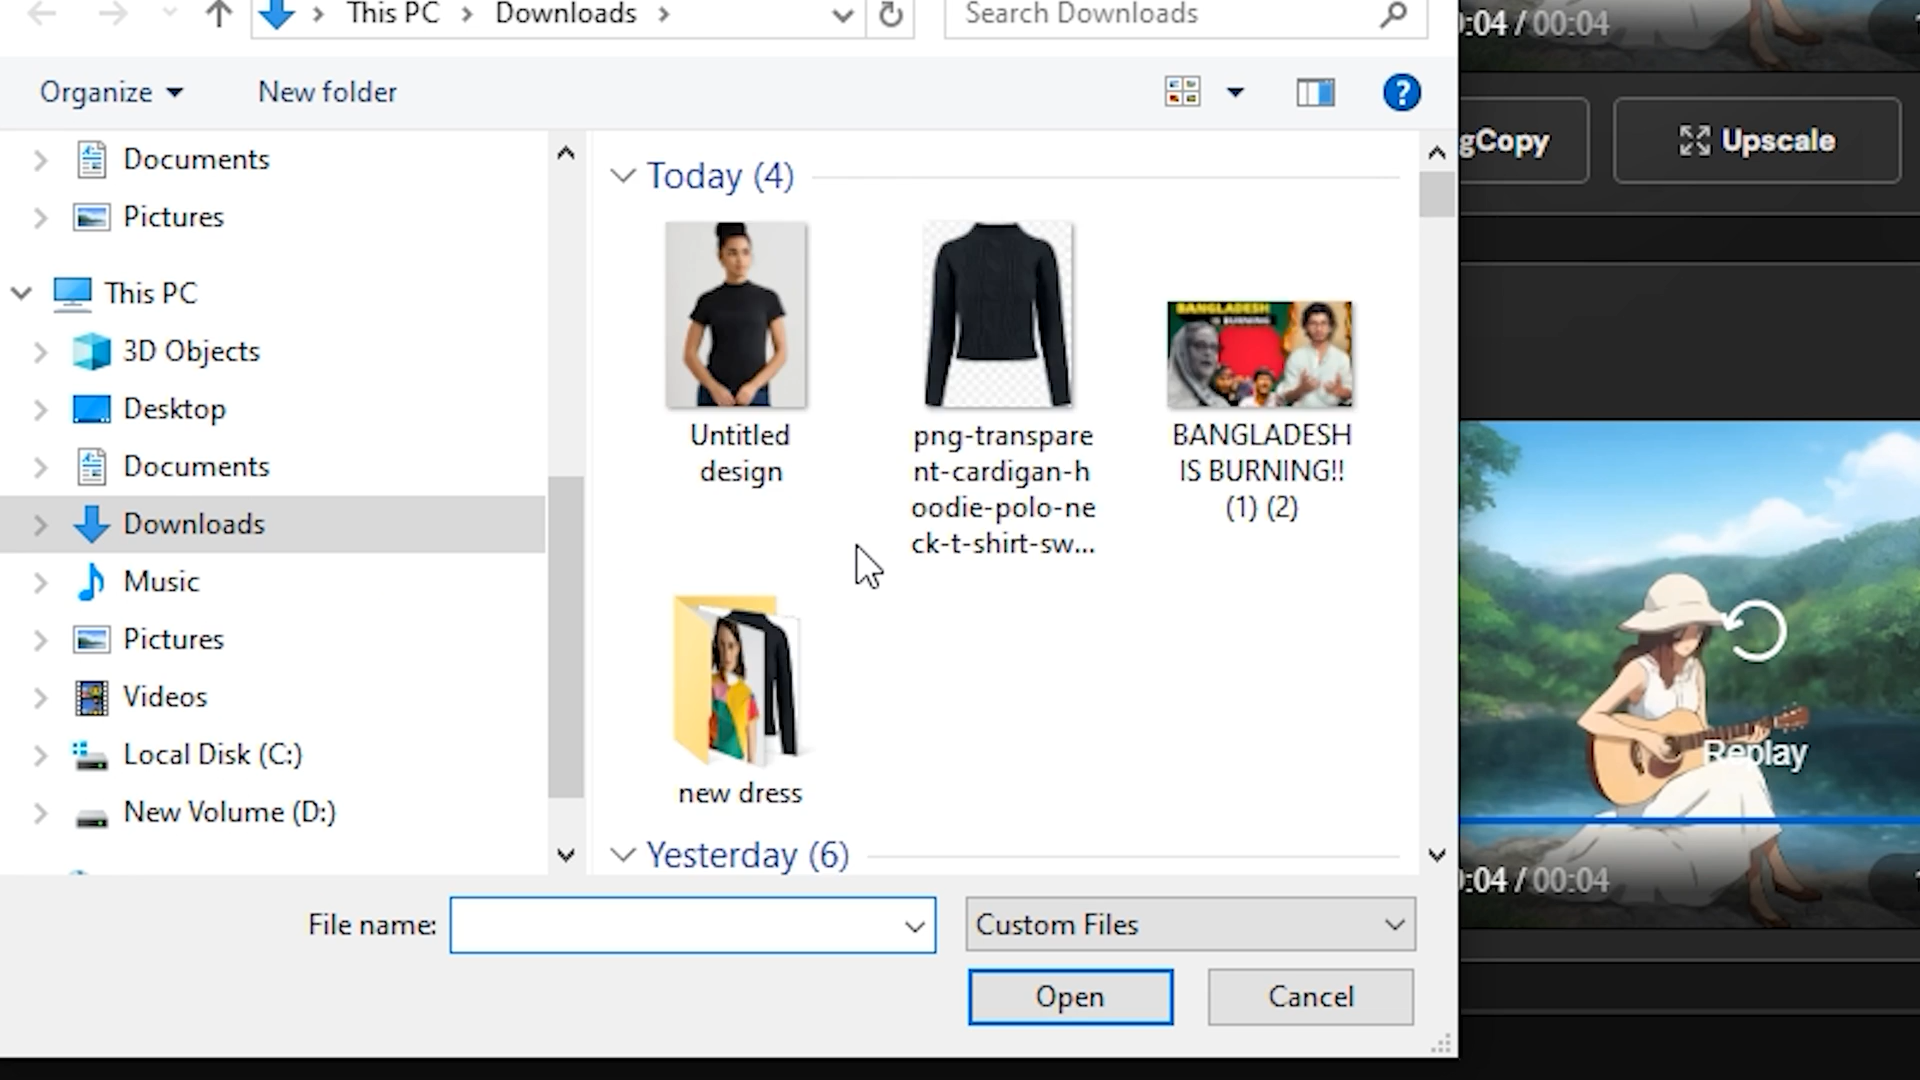 This PC
Downloads
Search Downloads
:04 / 00:04
Organize
New folder
?
gCopy
Upscale
Documents
Pictures
This PC
3D Objects
Desktop
Documents
Downloads
Music
Pictures
Videos
Local Disk (C:)
New Volume (D:)
Today (4)
BANGLADESH
IS BURNING
Untitled
design
png-transpare
nt-cardigan-h
oodie-polo-ne
ck-t-shirt-sw...
BANGLADESH
IS BURNING!!
(1) (2)
new dress
Yesterday (6)
Replay
:04 / 00:04
File name:
Custom Files
Open
Cancel